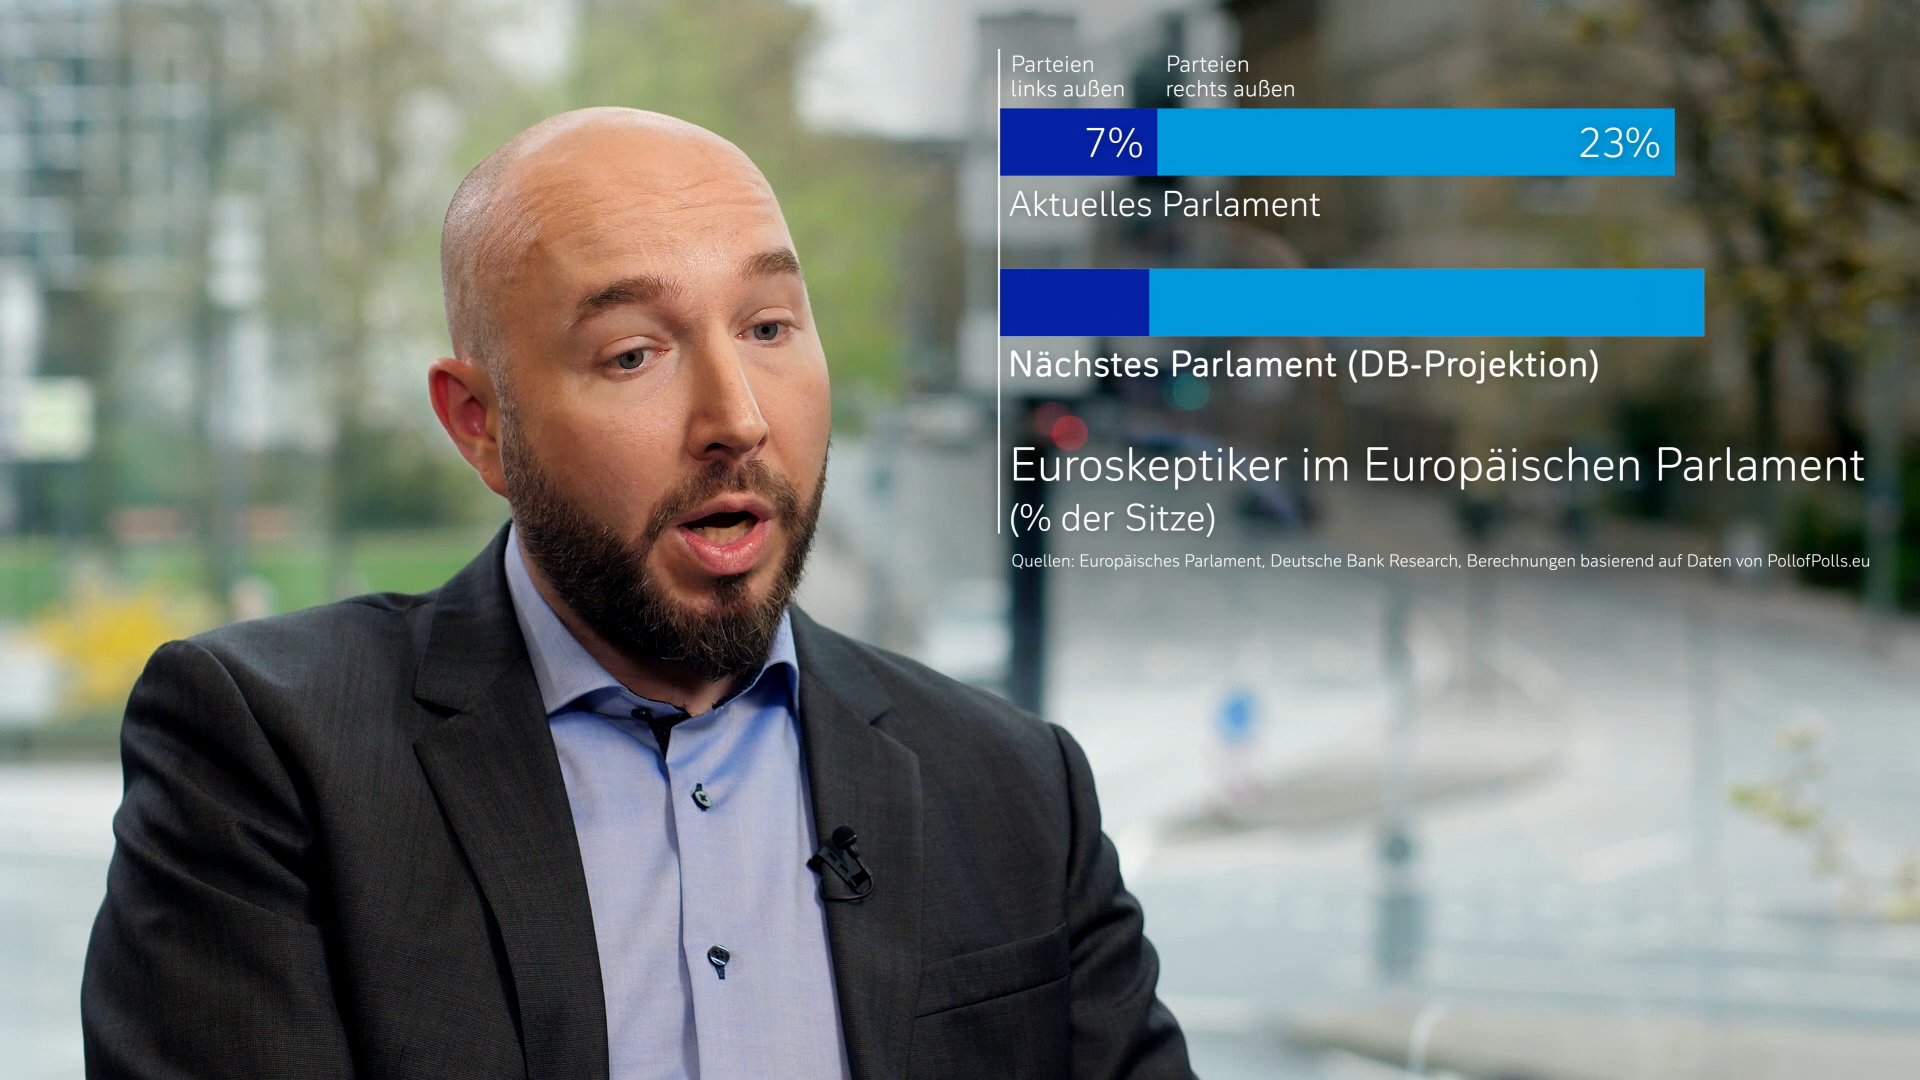 Parteien
links außen
Parteien
rechts außen
7%
23%
Aktuelles Parlament
Nächstes Parlament (DB-Projektion)
Euroskeptiker im Europäischen Parlament
(% der Sitze)
Quellen: Europäisches Parlament, Deutsche Bank Research, Berechnungen basierend auf Daten von PollofPolls.eu